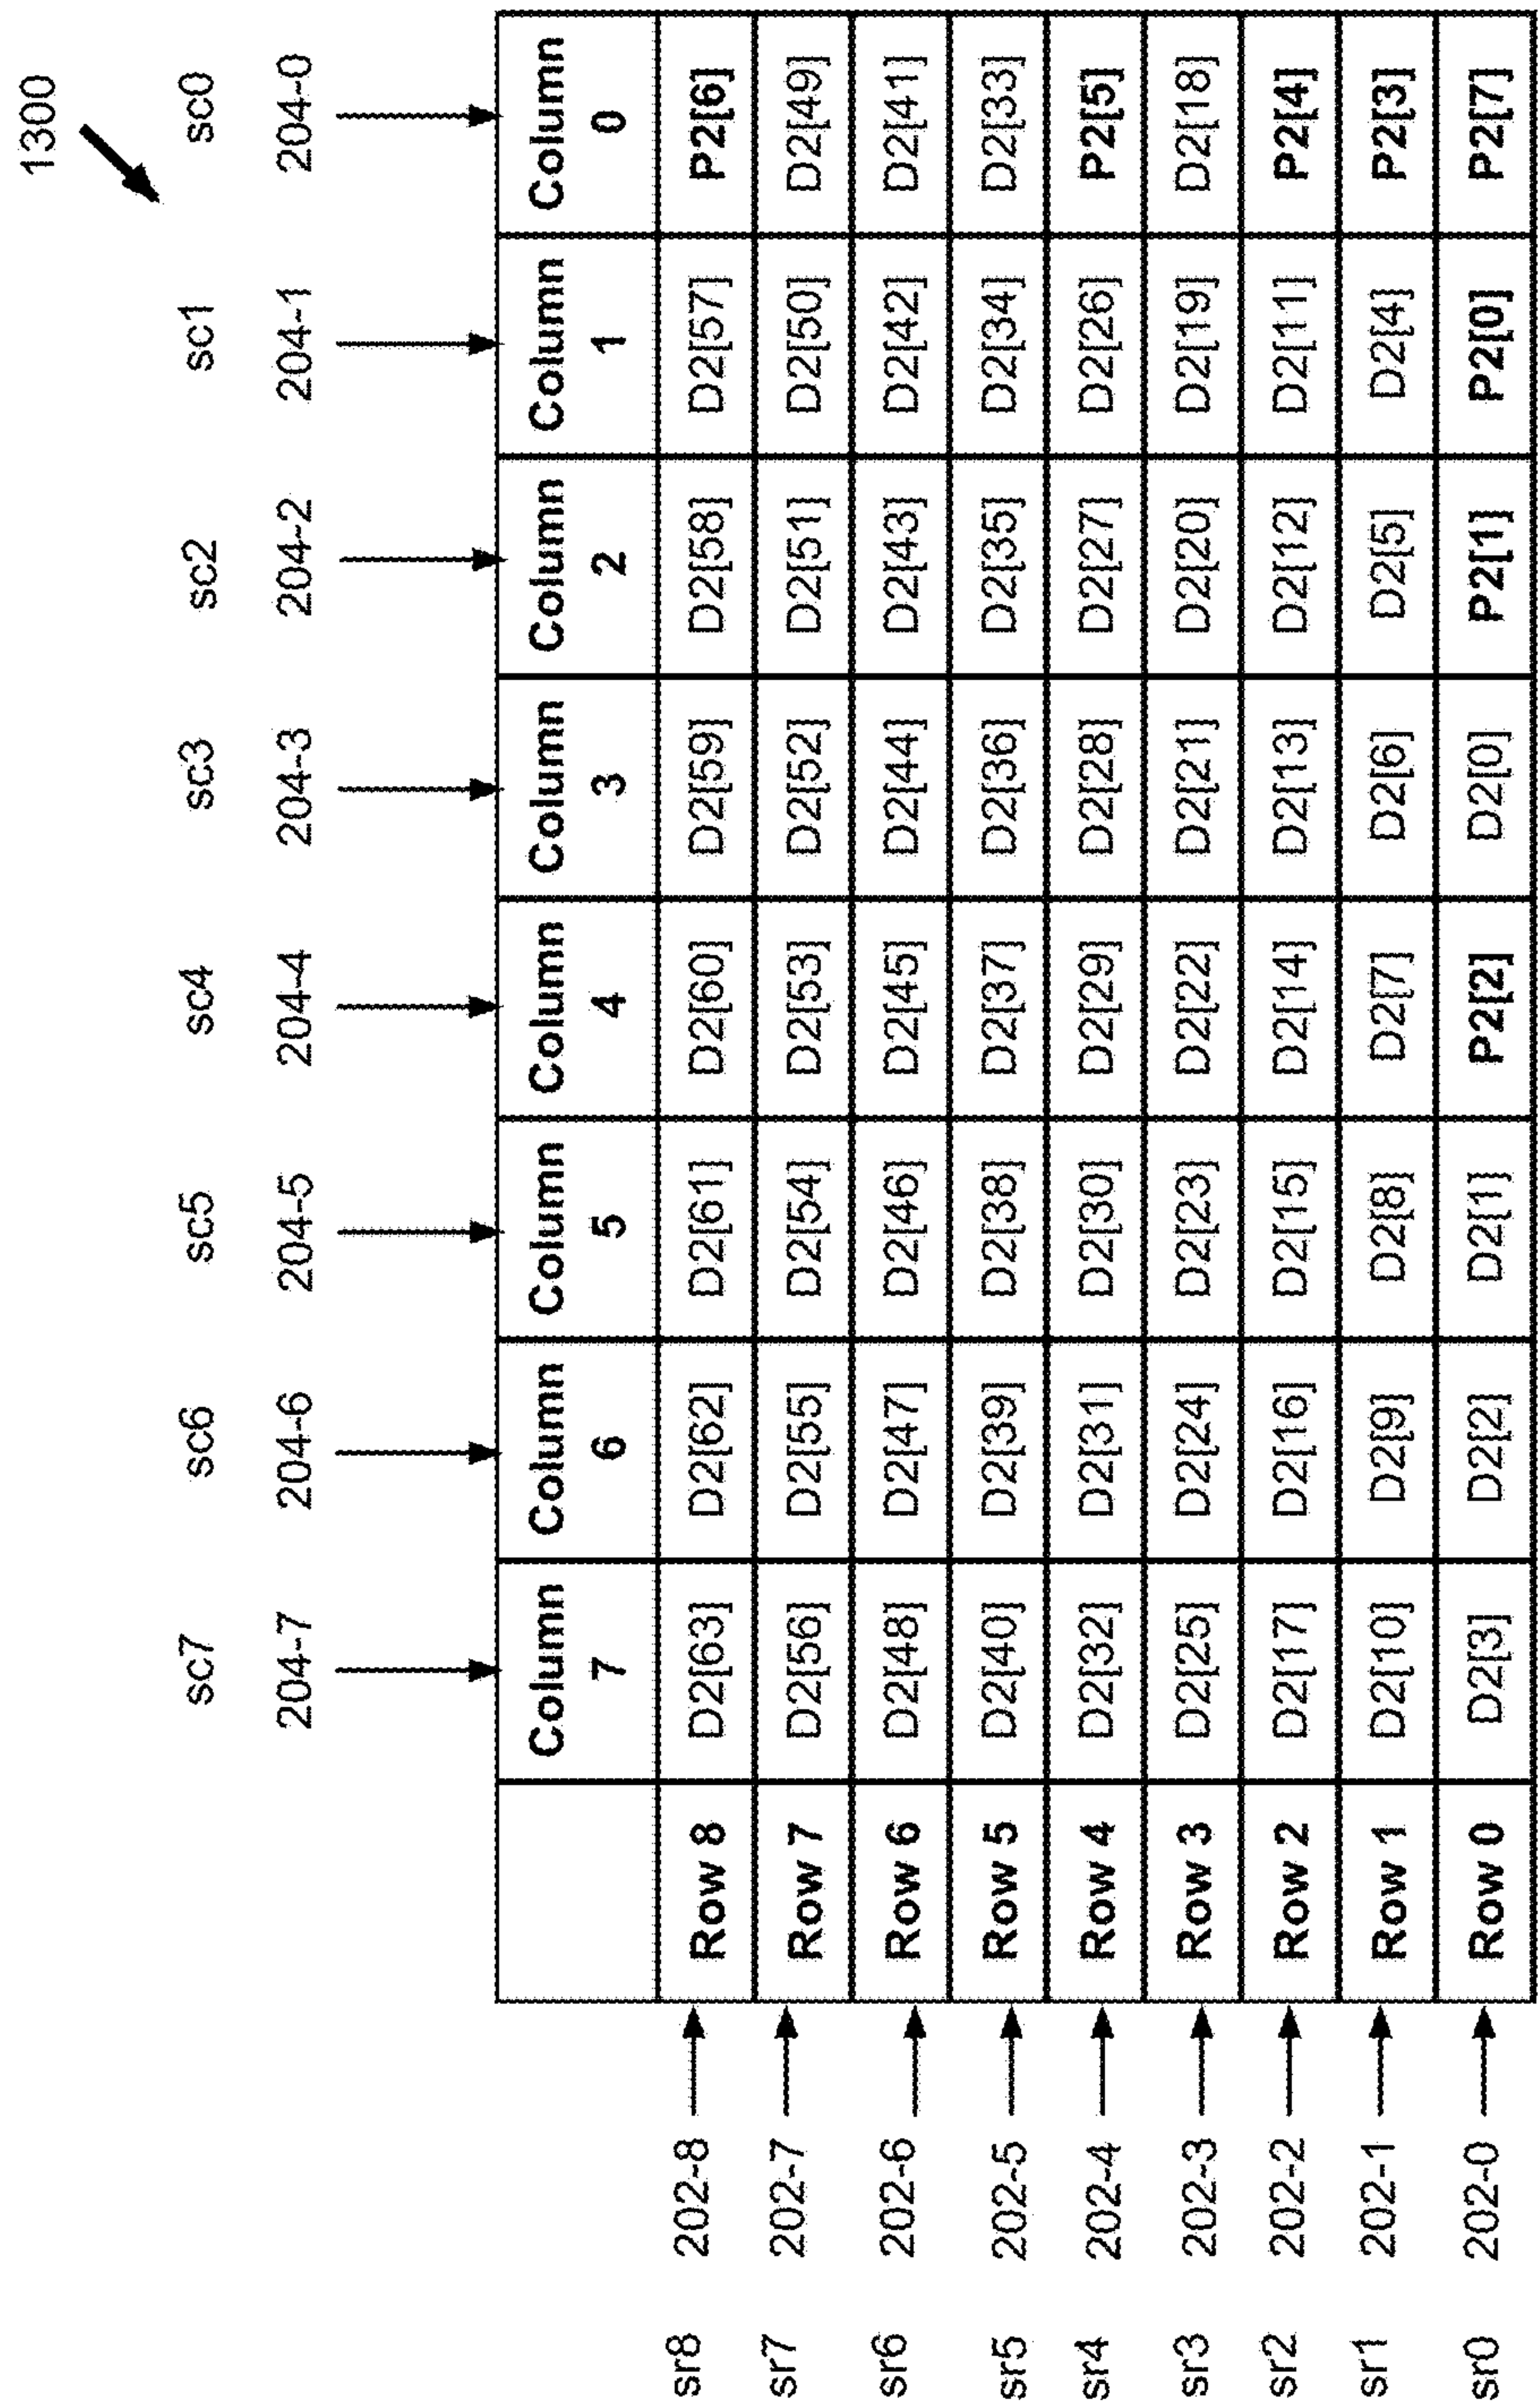 1300
sc7 sc6 sc5 sc4 sc3 sc2 sc1 sc0
204-7 204-6 204-5 204-4 204-3 204-2 204-1 204-0
Column 7 Column 6 Column 5 Column 4 Column 3 Column 2 Column 1 Column 0
sr8 202-8 Row 8 D2[63] D2[62] D2[61] D2[60] D2[59] D2[58] D2[57] P2[6]
sr7 202-7 Row 7 D2[56] D2[55] D2[54] D2[53] D2[52] D2[51] D2[50] D2[49]
sr6 202-6 Row 6 D2[48] D2[47] D2[46] D2[45] D2[44] D2[43] D2[42] D2[41]
sr5 202-5 Row 5 D2[40] D2[39] D2[38] D2[37] D2[36] D2[35] D2[34] D2[33]
sr4 202-4 Row 4 D2[32] D2[31] D2[30] D2[29] D2[28] D2[27] D2[26] P2[5]
sr3 202-3 Row 3 D2[25] D2[24] D2[23] D2[22] D2[21] D2[20] D2[19] D2[18]
sr2 202-2 Row 2 D2[17] D2[16] D2[15] D2[14] D2[13] D2[12] D2[11] P2[4]
sr1 202-1 Row 1 D2[10] D2[9] D2[8] D2[7] D2[6] D2[5] D2[4] P2[3]
sr0 202-0 Row 0 D2[3] D2[2] D2[1] P2[2] D2[0] P2[1] P2[0] P2[7]